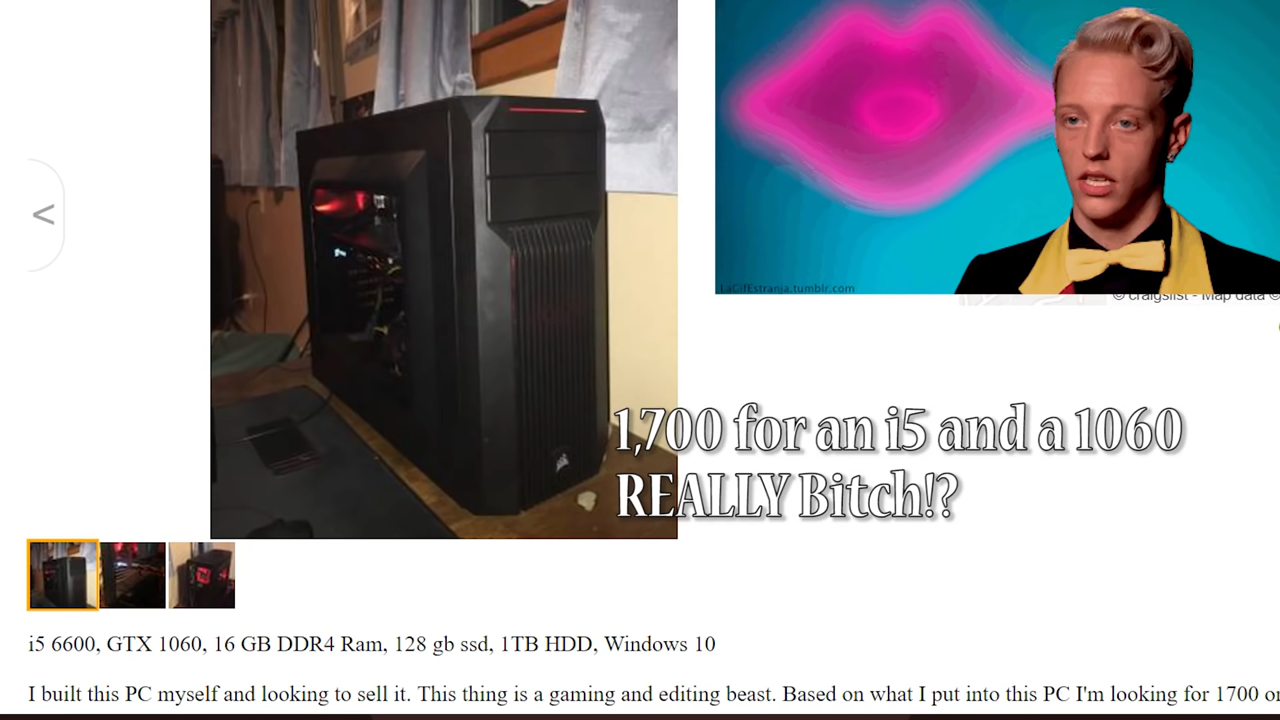 <
LaCifEstranja.tumblr.com
© craigslist - Map data ©
1,700 for an i5 and a 1060
REALLY Bitch!?
i5 6600, GTX 1060, 16 GB DDR4 Ram, 128 gb ssd, 1TB HDD, Windows 10
I built this PC myself and looking to sell it. This thing is a gaming and editing beast. Based on what I put into this PC I'm looking for 1700 or